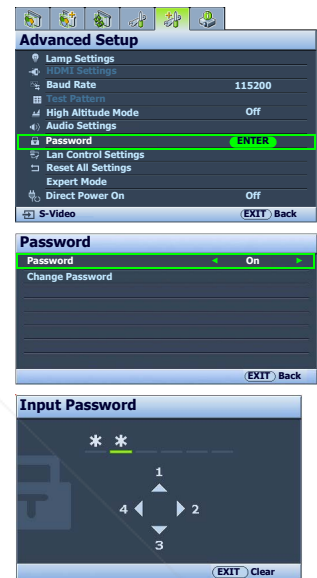 Advanced Setup
Lamp Settings
HDMI Settings
Baud Rate 115200
Test Pattern
High Altitude Mode Off
Audio Settings
Password ENTER
Lan Control Settings
Reset All Settings
Expert Mode
Direct Power On Off
S-Video EXIT Back
Password
Password On
Change Password
EXIT Back
Input Password
* *
1
4 2
3
EXIT Clear